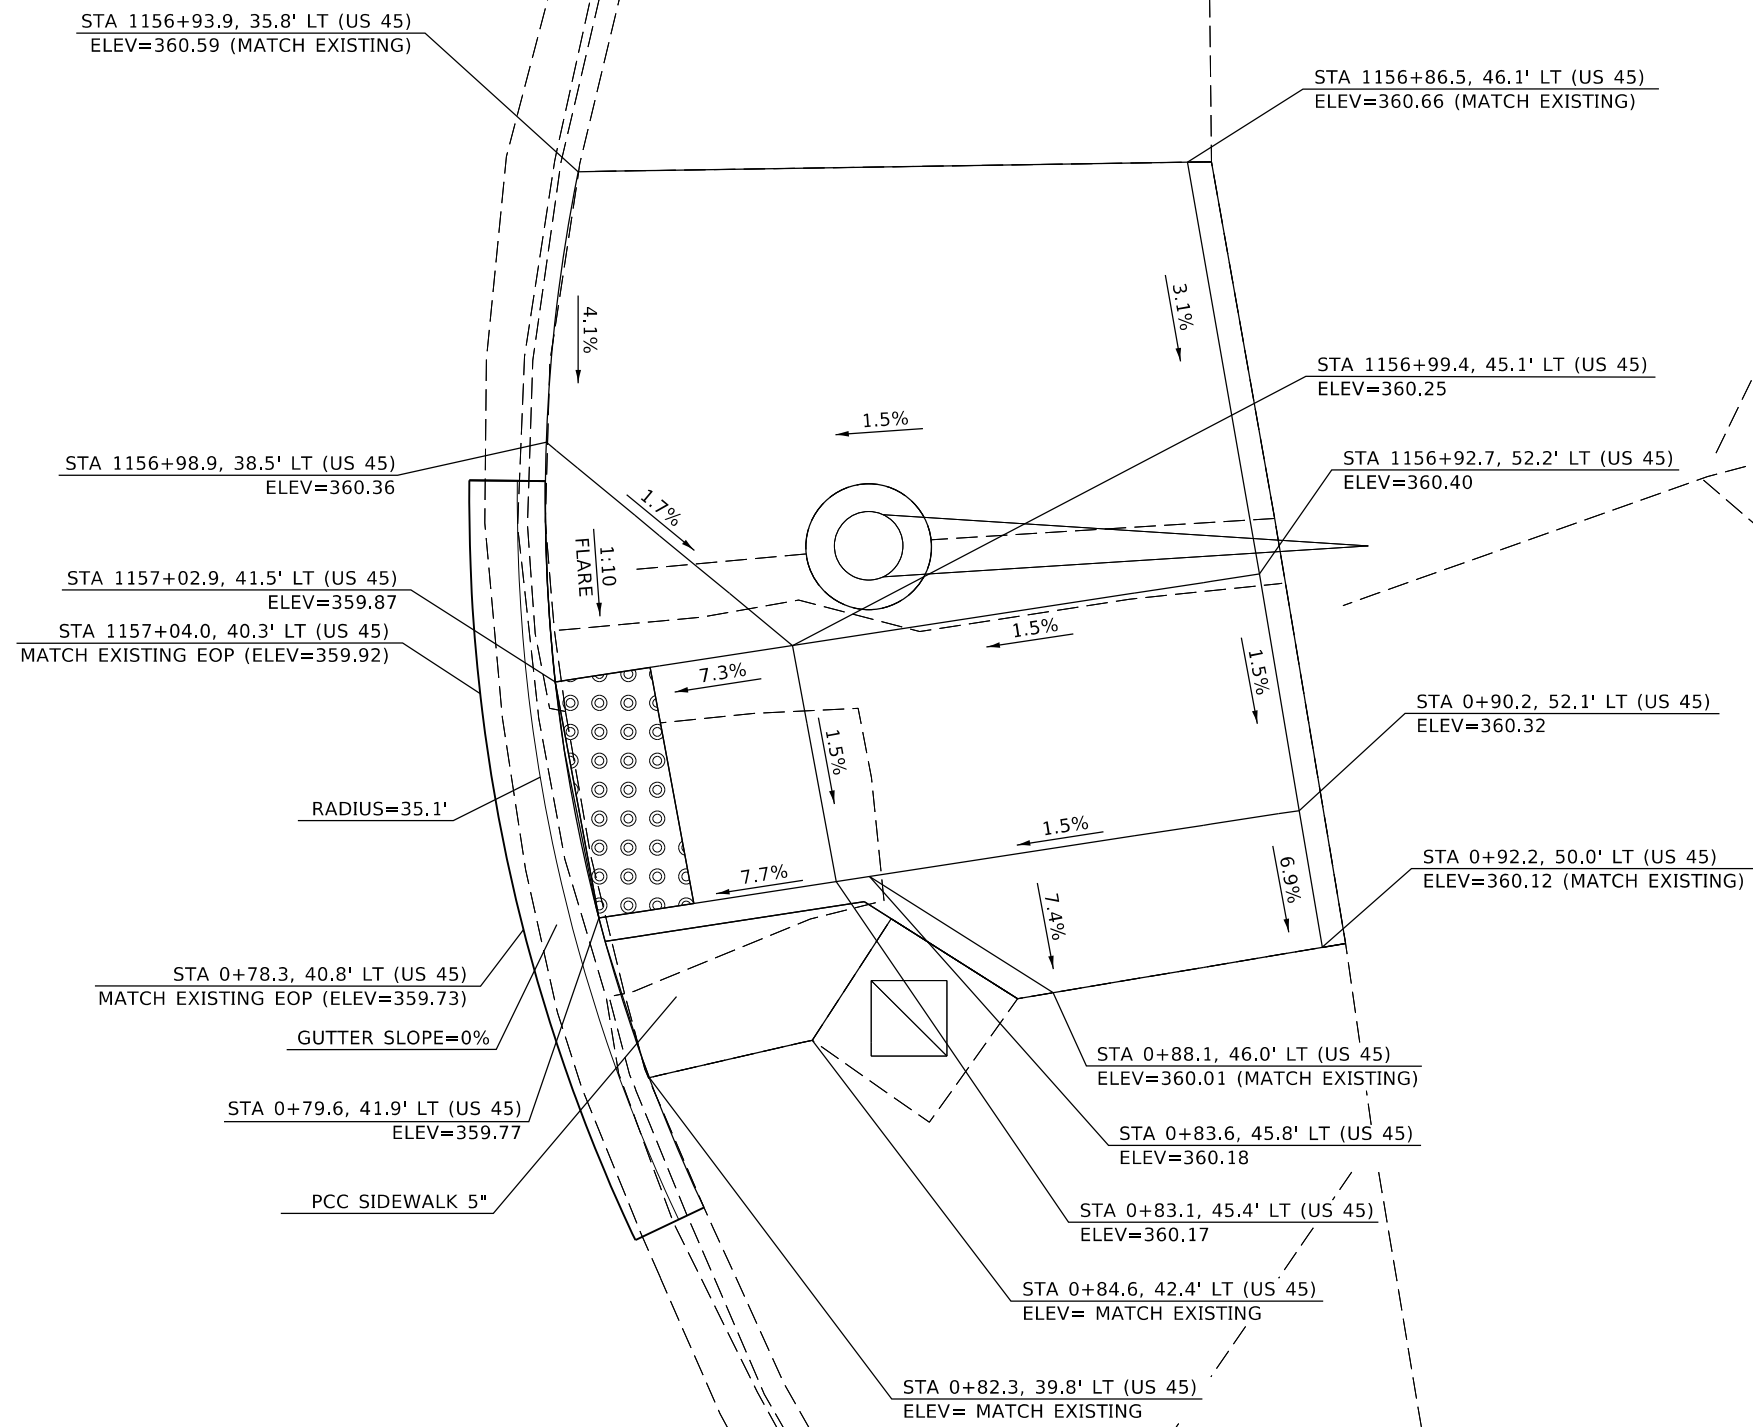 STA 1156+93.9, 35.8' LT (US 45)
ELEV=360.59 (MATCH EXISTING)
STA 1156+86.5, 46.1' LT (US 45)
ELEV=360.66 (MATCH EXISTING)
4.1%
3.1%
STA 1156+99.4, 45.1' LT (US 45)
ELEV=360.25
1.5%
STA 1156+98.9, 38.5' LT (US 45)
ELEV=360.36
STA 1156+92.7, 52.2' LT (US 45)
ELEV=360.40
1.7%
1:10
FLARE
STA 1157+02.9, 41.5' LT (US 45)
ELEV=359.87
STA 1157+04.0, 40.3' LT (US 45)
MATCH EXISTING EOP (ELEV=359.92)
1.5%
7.3%
1.5%
STA 0+90.2, 52.1' LT (US 45)
ELEV=360.32
1.5%
RADIUS=35.1'
1.5%
7.7%
STA 0+92.2, 50.0' LT (US 45)
ELEV=360.12 (MATCH EXISTING)
6.9%
7.4%
STA 0+78.3, 40.8' LT (US 45)
MATCH EXISTING EOP (ELEV=359.73)
GUTTER SLOPE=0%
STA 0+88.1, 46.0' LT (US 45)
ELEV=360.01 (MATCH EXISTING)
STA 0+79.6, 41.9' LT (US 45)
ELEV=359.77
STA 0+83.6, 45.8' LT (US 45)
ELEV=360.18
PCC SIDEWALK 5"
STA 0+83.1, 45.4' LT (US 45)
ELEV=360.17
STA 0+84.6, 42.4' LT (US 45)
ELEV= MATCH EXISTING
STA 0+82.3, 39.8' LT (US 45)
ELEV= MATCH EXISTING